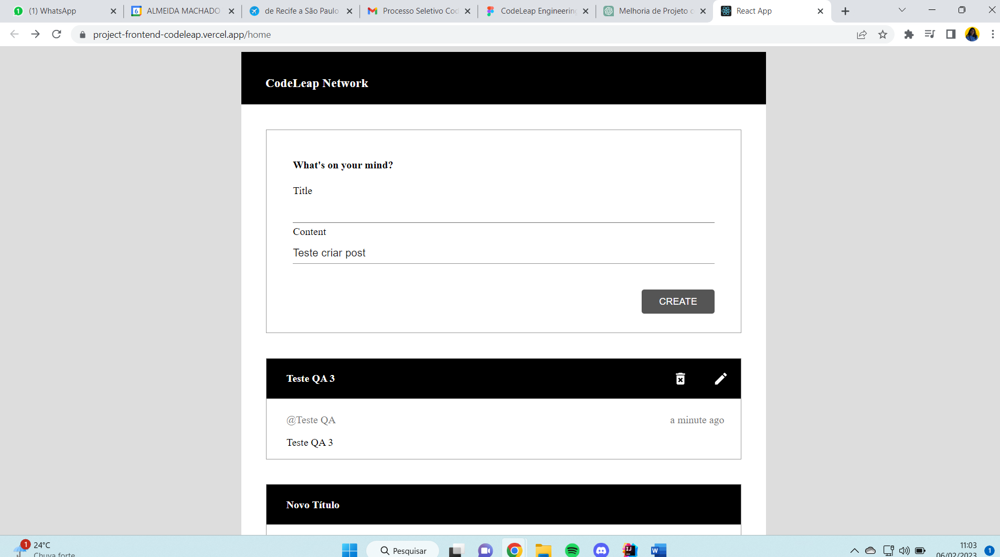 (1) WhatsApp
6 ALMEIDA MACHADO
de Recife a São Paulo
Processo Seletivo Cod
CodeLeap Engineering
Melhoria de Projeto
React App
project-frontend-codeleap.vercel.app/home
CodeLeap Network
What's on your mind?
Title
Content
Teste criar post
CREATE
Teste QA 3
@Teste QA
a minute ago
Teste QA 3
Novo Título
1
24°C
Chuva forte
Pesquisar
11:03
06/02/2023
1